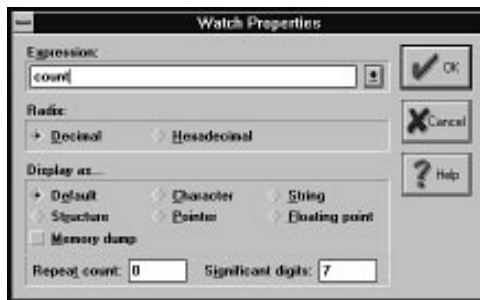 Watch Properties
Expression:
count
OK
Cancel
Help
Radix:
Decimal Hexadecimal
Display as...
Default Character String
Structure Pointer Floating point
Memory dump
Repeat count: 0 Significant digits: 7